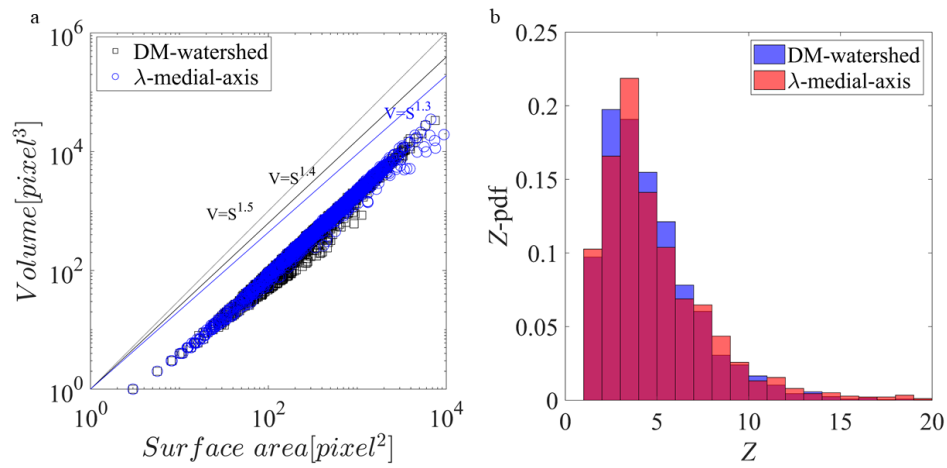 a
10^6
DM-watershed
λ-medial-axis
V=S^1.3
V=S^1.4
V=S^1.5
10^4
10^2
10^0
Volume[pixel^3]
10^0
10^2
10^4
Surface area[pixel^2]
b
0.25
DM-watershed
λ-medial-axis
0.2
0.15
0.1
0.05
0
Z-pdf
0
5
10
15
20
Z